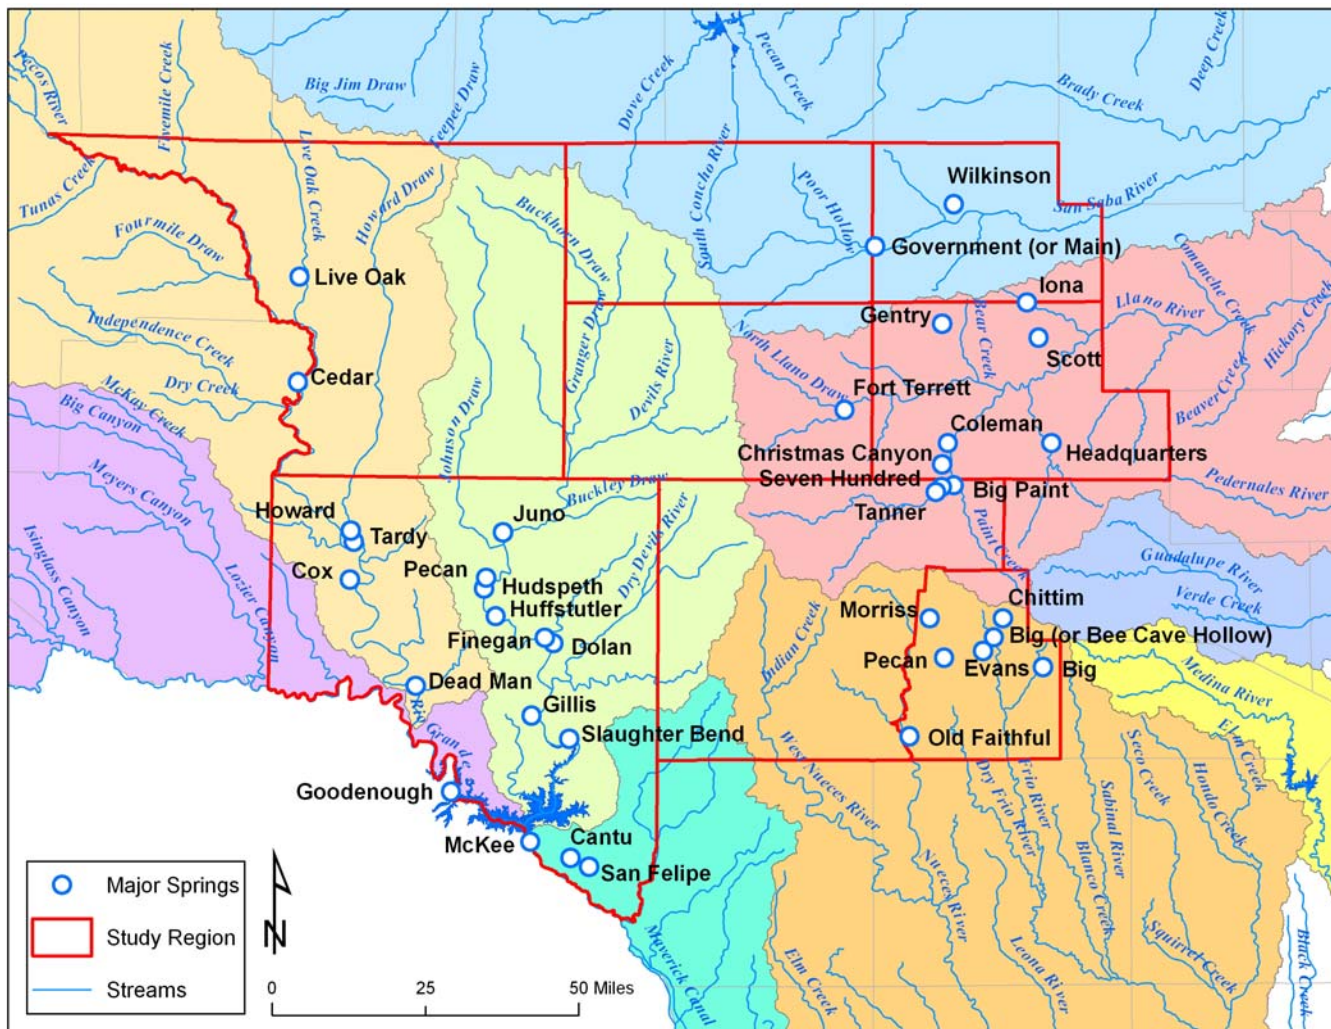 Pecos River
Fivemile Creek
Big Jim Draw
Teepee Draw
Dove Creek
Pecan Creek
Deep Creek
Brady Creek
Tunas Creek
Live Oak Creek
Howard Draw
South Concho River
Poor Hollow
Wilkinson
San Saba River
Fourmile Draw
Buckhorn Draw
Government (or Main)
Comanche Creek
Live Oak
Iona
Llano River
Hickory Creek
Independence Creek
Granger Draw
Devils River
Gentry
Bear Creek
Scott
North Llano Draw
Dry Creek
Cedar
Fort Terrett
Beaver Creek
McKay Creek
Big Canyon
Johnson Draw
Coleman
Christmas Canyon
Headquarters
Meyers Canyon
Seven Hundred
Big Paint
Pedernales River
Buckley Draw
Tanner
Howard
Juno
Tardy
Isinglass Canyon
Lozier Canyon
Dry Devils River
Paint Creek
Guadalupe River
Pecan
Cox
Hudspeth
Verde Creek
Huffstutler
Morriss
Chittim
Indian Creek
Finegan
Dolan
Big (or Bee Cave Hollow)
Pecan
Evans
Big
Medina River
Dead Man
Gillis
Rio Grande
Slaughter Bend
Old Faithful
West Nueces River
Dry Frio River
Frio River
Sabinal River
Seco Creek
Hondo Creek
Elm Creek
Goodenough
McKee
Cantu
San Felipe
Nueces River
Blanco Creek
Maverick Canal
Elm Creek
Leona River
Squirrel Creek
Black Creek
Major Springs
Study Region
Streams
N
0 25 50 Miles